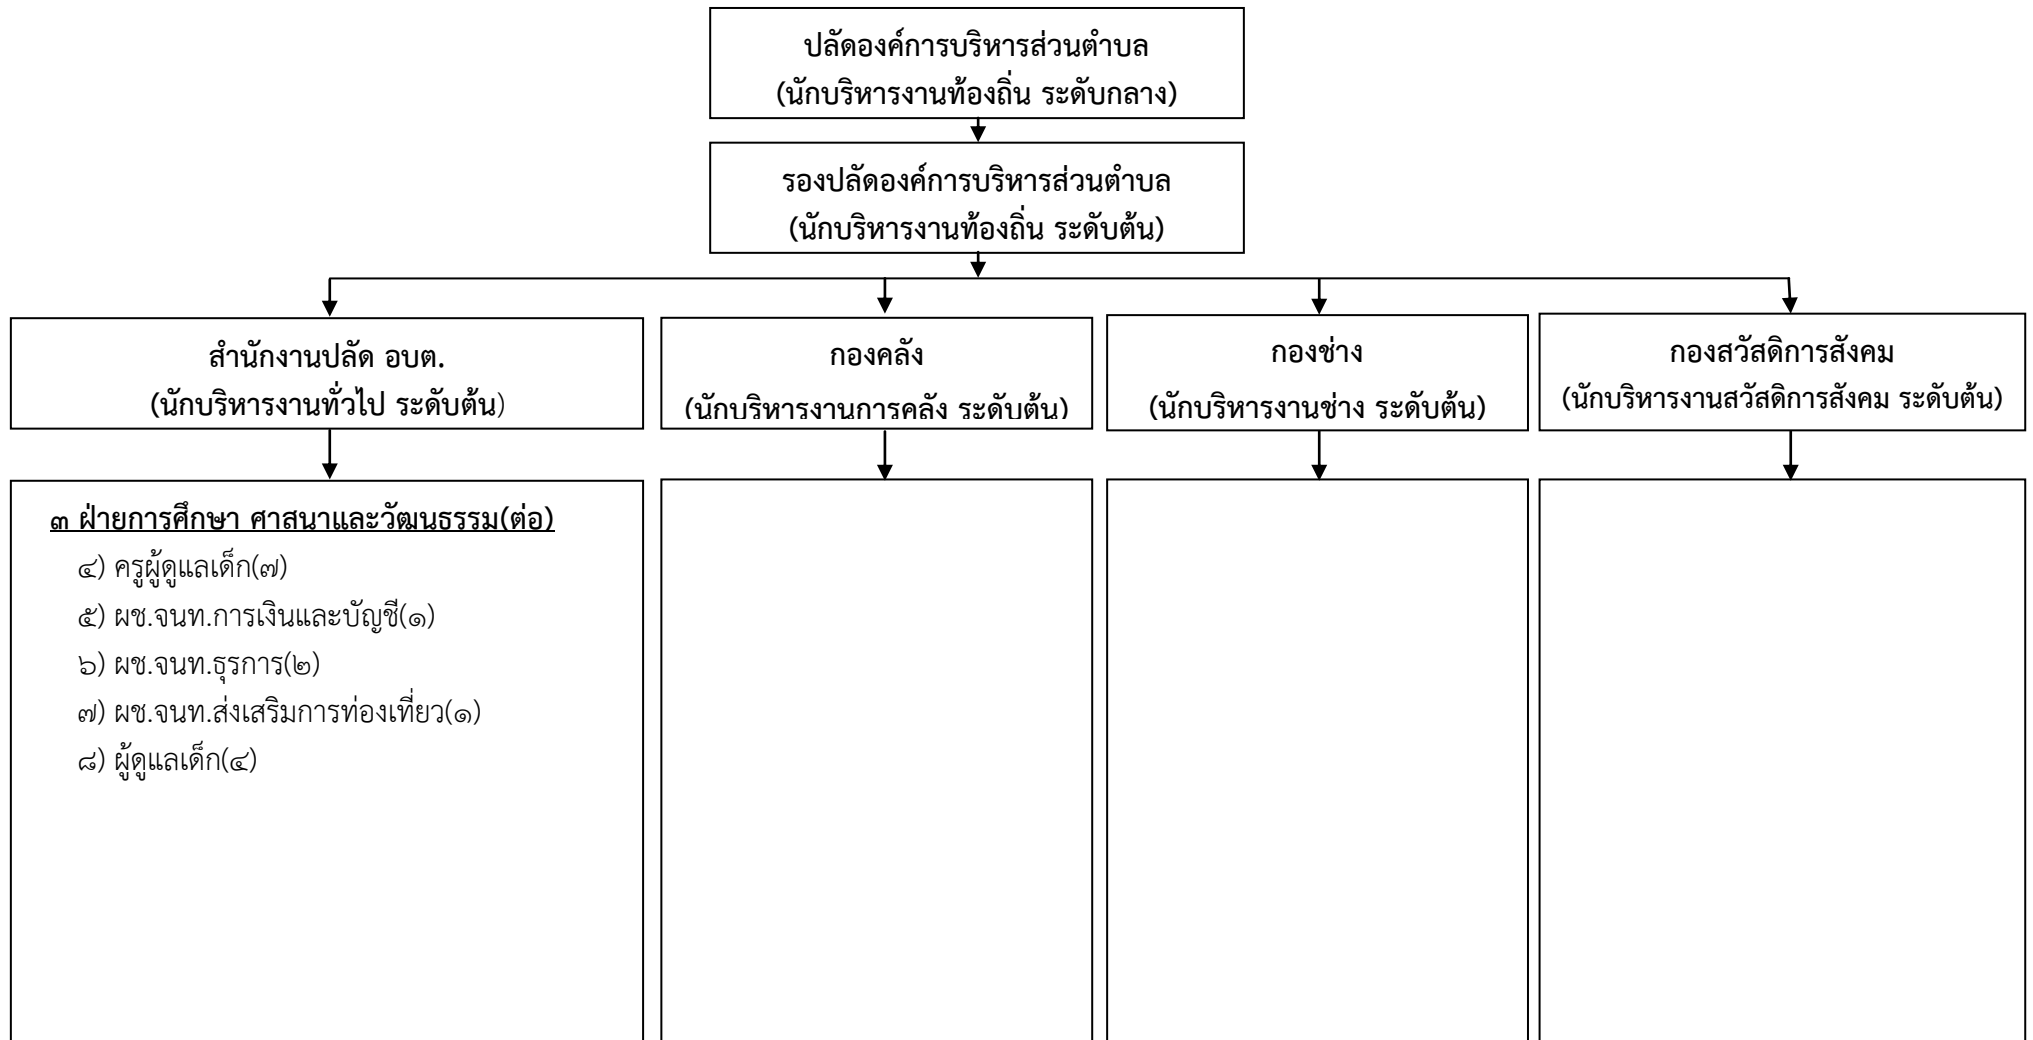 ปลัดองค์การบริหารส่วนตำบล
(นักบริหารงานท้องถิ่น ระดับกลาง)
รองปลัดองค์การบริหารส่วนตำบล
(นักบริหารงานท้องถิ่น ระดับต้น)
สำนักงานปลัด อบต.
(นักบริหารงานทั่วไป ระดับต้น)
กองคลัง
(นักบริหารงานการคลัง ระดับต้น)
กองช่าง
(นักบริหารงานช่าง ระดับต้น)
กองสวัสดิการสังคม
(นักบริหารงานสวัสดิการสังคม ระดับต้น)
๓ ฝ่ายการศึกษา ศาสนาและวัฒนธรรม(ต่อ)
๔) ครูผู้ดูแลเด็ก(๗)
๕) ผช.จนท.การเงินและบัญชี(๑)
๖) ผช.จนท.ธุรการ(๒)
๗) ผช.จนท.ส่งเสริมการท่องเที่ยว(๑)
๘) ผู้ดูแลเด็ก(๔)